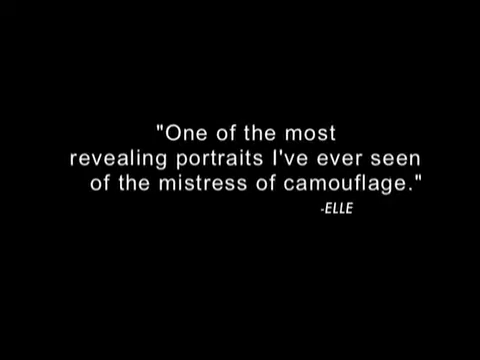 "One of the most
revealing portraits I've ever seen
of the mistress of camouflage."
-ELLE